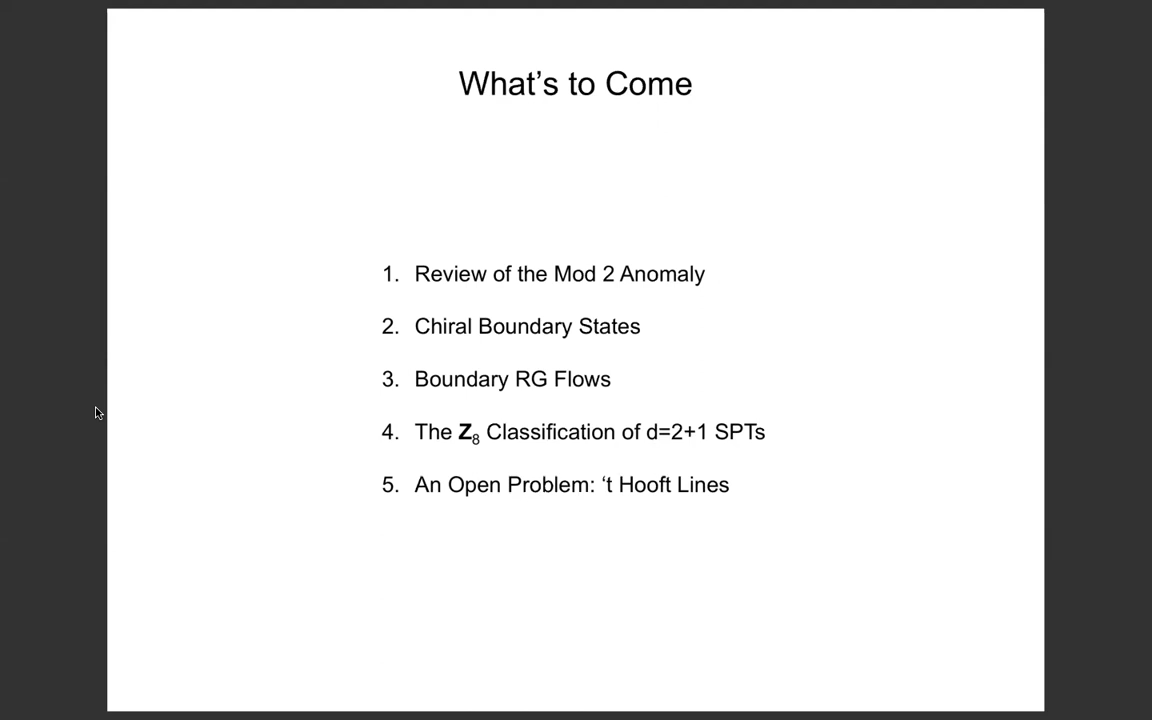 What’s to Come
1. Review of the Mod 2 Anomaly
2. Chiral Boundary States
3. Boundary RG Flows
4. The Z₈ Classification of d=2+1 SPTs
5. An Open Problem: ‘t Hooft Lines